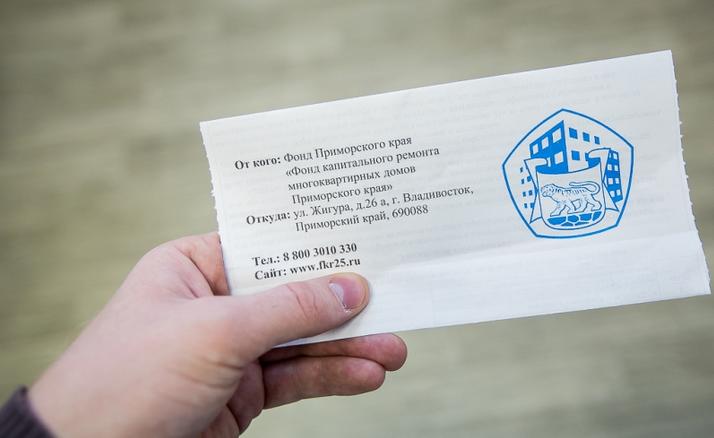 От кого: Фонд Приморского края
«Фонд капитального ремонта
многоквартирных домов
Приморского края»
Откуда: ул. Жигура, д.26 а, г. Владивосток,
Приморский край, 690088
Тел.: 8 800 3010 330
Сайт: www.fkr25.ru